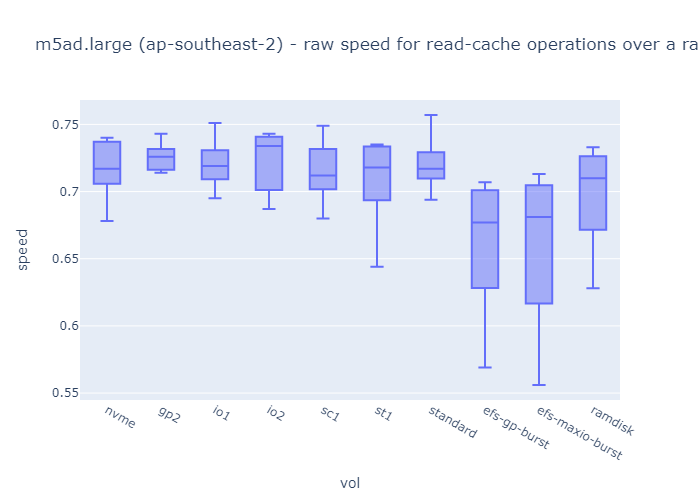 m5ad.large (ap-southeast-2) - raw speed for read-cache operations over a ra
0.75
0.7
0.65
0.6
0.55
speed
nvme
gp2
io1
io2
sc1
st1
standard
efs-gp-burst
efs-maxio-burst
ramdisk
vol